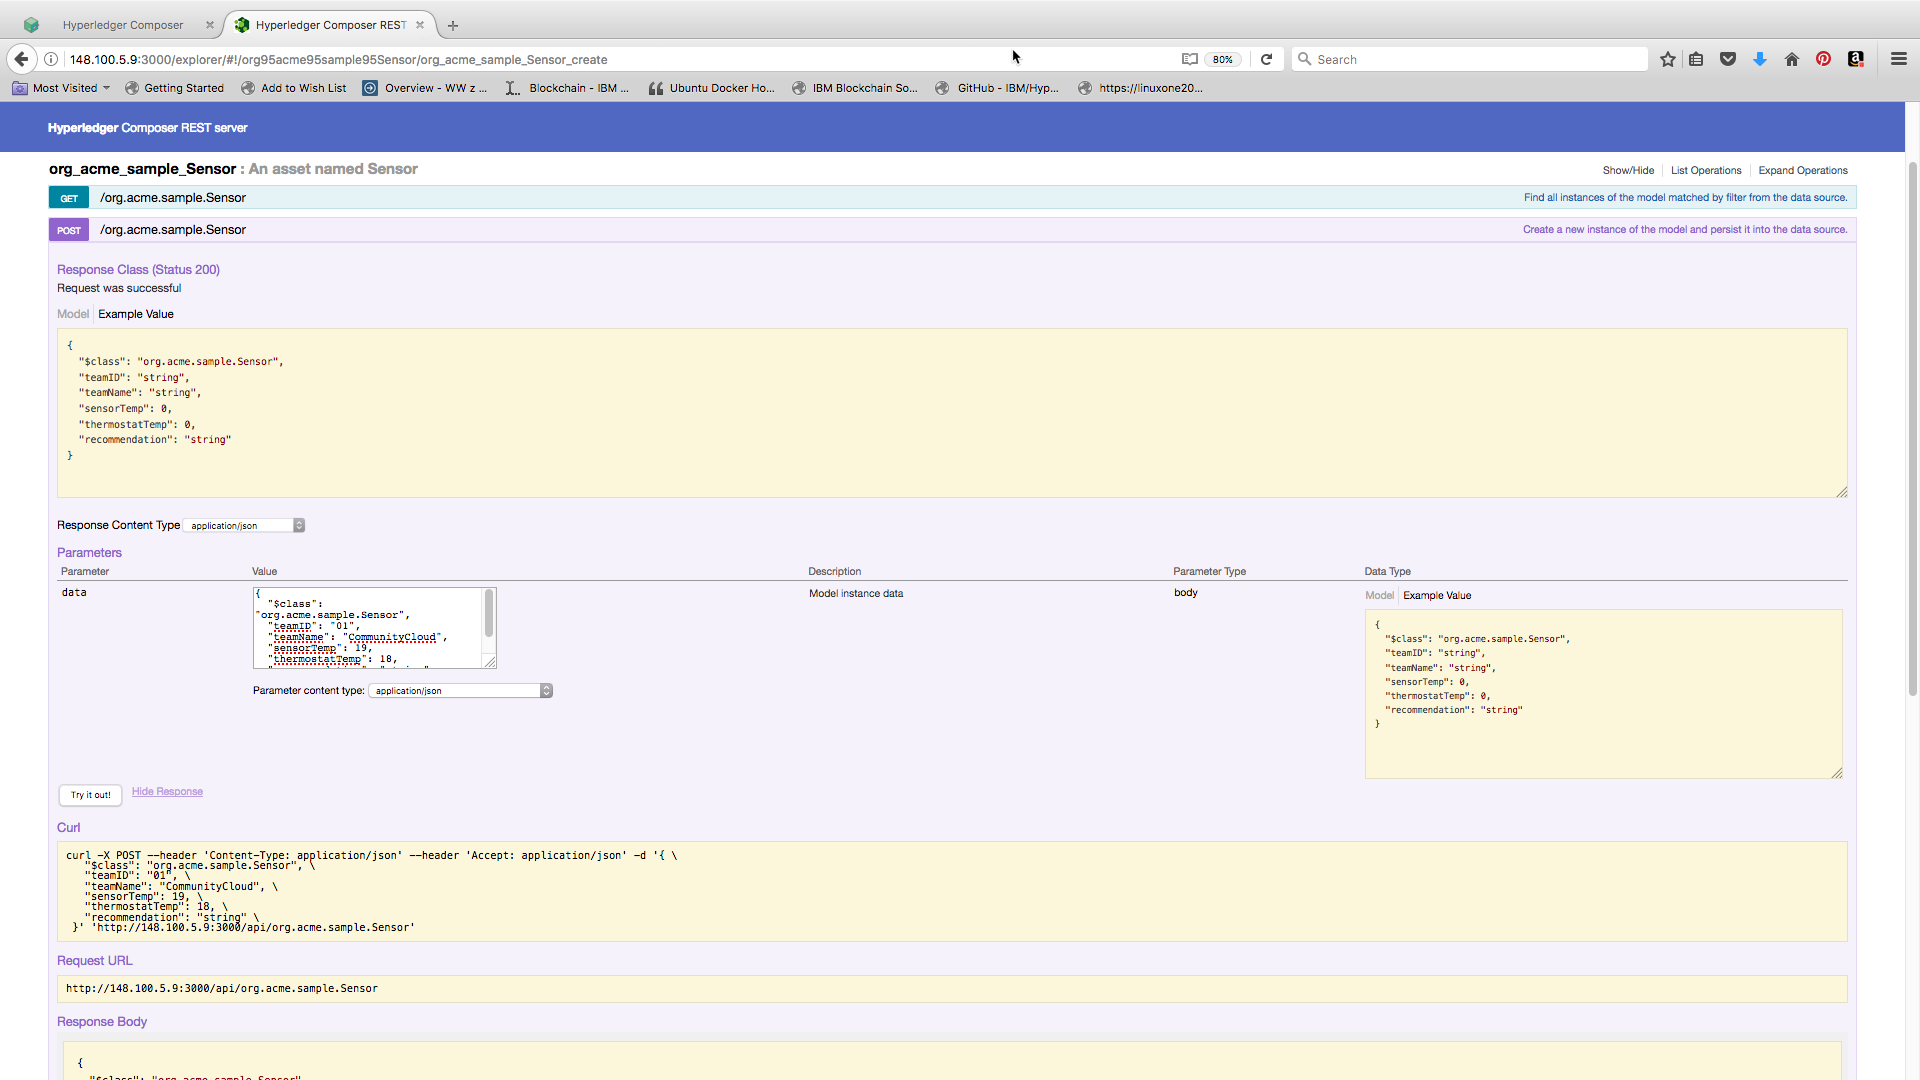 Hyperledger Composer
Hyperledger Composer REST
148.100.5.9:3000/explorer/#!/org95acme95sample95Sensor/org_acme_sample_Sensor_create
80%
Search
Most Visited
Getting Started
Add to Wish List
Overview - WW z ...
Blockchain - IBM ...
Ubuntu Docker Ho...
IBM Blockchain So...
GitHub - IBM/Hyp...
https://linuxone20...
Hyperledger Composer REST server
org_acme_sample_Sensor : An asset named Sensor
Show/Hide
List Operations
Expand Operations
GET /org.acme.sample.Sensor
Find all instances of the model matched by filter from the data source.
POST /org.acme.sample.Sensor
Create a new instance of the model and persist it into the data source.
Response Class (Status 200)
Request was successful
Model Example Value
{
"$class": "org.acme.sample.Sensor",
"teamID": "string",
"teamName": "string",
"sensorTemp": 0,
"thermostatTemp": 0,
"recommendation": "string"
}
Response Content Type application/json
Parameters
Parameter Value Description Parameter Type Data Type
data
{
"$class":
"org.acme.sample.Sensor",
"teamID": "01",
"teamName": "CommunityCloud",
"sensorTemp": 19,
"thermostatTemp": 18,
Parameter content type: application/json
Model instance data
body
Model Example Value
{
"$class": "org.acme.sample.Sensor",
"teamID": "string",
"teamName": "string",
"sensorTemp": 0,
"thermostatTemp": 0,
"recommendation": "string"
}
Try it out! Hide Response
Curl
curl -X POST --header 'Content-Type: application/json' --header 'Accept: application/json' -d '{ \
"$class": "org.acme.sample.Sensor", \
"teamID": "01", \
"teamName": "CommunityCloud", \
"sensorTemp": 19, \
"thermostatTemp": 18, \
"recommendation": "string" \
}' 'http://148.100.5.9:3000/api/org.acme.sample.Sensor'
Request URL
http://148.100.5.9:3000/api/org.acme.sample.Sensor
Response Body
{
"$class": "org.acme.sample.Sensor"